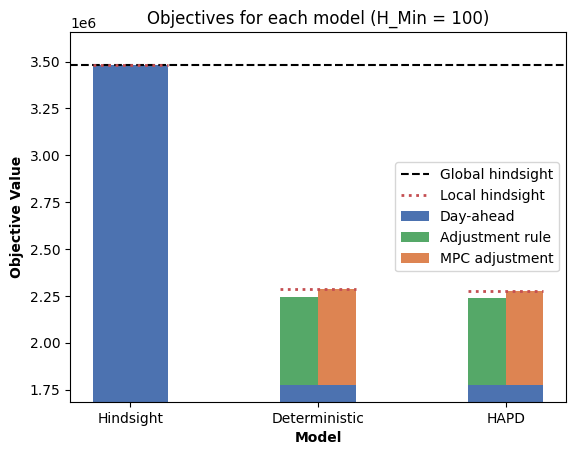 Objectives for each model (H_Min = 100)
1e6
3.50
3.25
3.00
2.75
2.50
2.25
2.00
1.75
Objective Value
Global hindsight
Local hindsight
Day-ahead
Adjustment rule
MPC adjustment
Hindsight
Deterministic
HAPD
Model